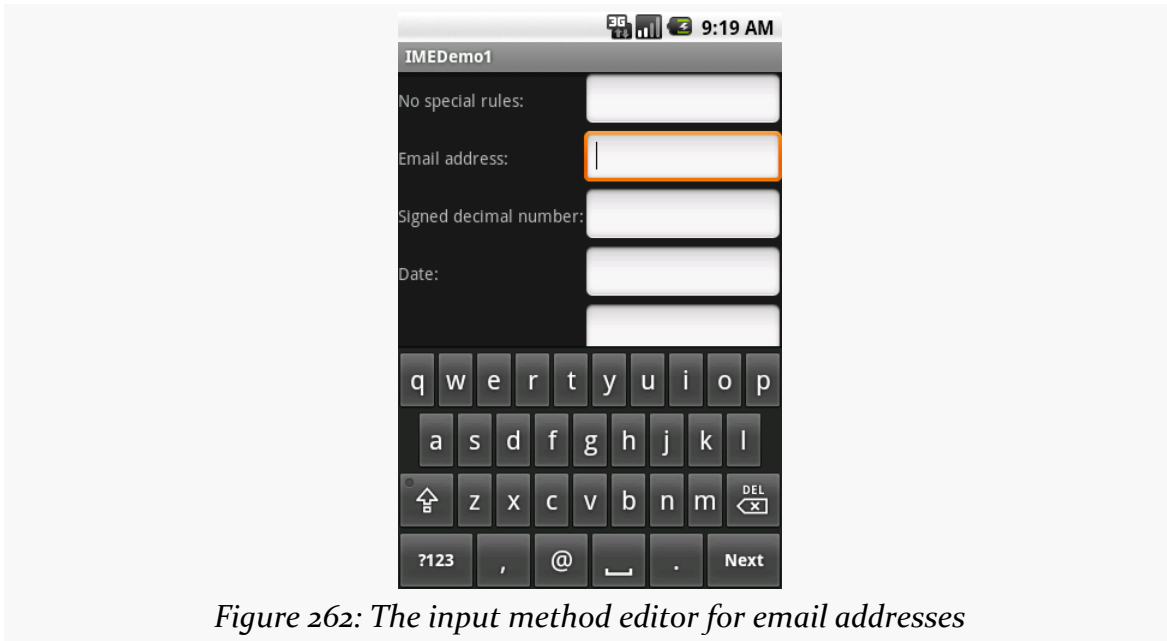 3G 9:19 AM
IMEDemo1
No special rules:
Email address:
Signed decimal number:
Date:
q w e r t y u i o p
a s d f g h j k l
z x c v b n m DEL
?123 , @ . Next
Figure 262: The input method editor for email addresses